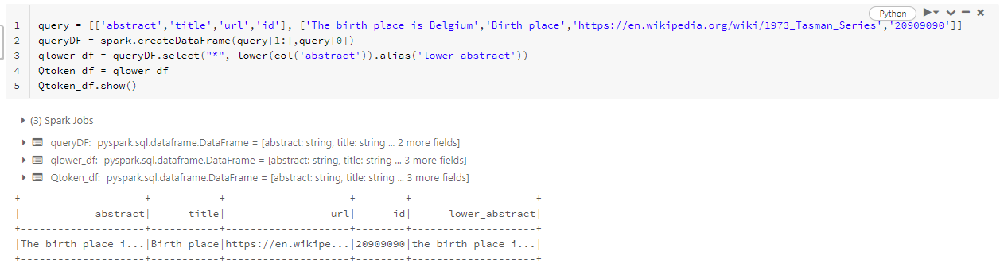 Python
1 query = [['abstract','title','url','id'], ['The birth place is Belgium','Birth place','https://en.wikipedia.org/wiki/1973_Tasman_Series','20909090']]
2 queryDF = spark.createDataFrame(query[1:],query[0])
3 qlower_df = queryDF.select("*", lower(col('abstract')).alias('lower_abstract'))
4 Qtoken_df = qlower_df
5 Qtoken_df.show()
(3) Spark Jobs
queryDF: pyspark.sql.dataframe.DataFrame = [abstract: string, title: string ... 2 more fields]
qlower_df: pyspark.sql.dataframe.DataFrame = [abstract: string, title: string ... 3 more fields]
Qtoken_df: pyspark.sql.dataframe.DataFrame = [abstract: string, title: string ... 3 more fields]
+--------------------+-----------+--------------------+--------+--------------------+
|            abstract|      title|                 url|      id|      lower_abstract|
+--------------------+-----------+--------------------+--------+--------------------+
|The birth place i...|Birth place|https://en.wikipe...|20909090|the birth place i...|
+--------------------+-----------+--------------------+--------+--------------------+